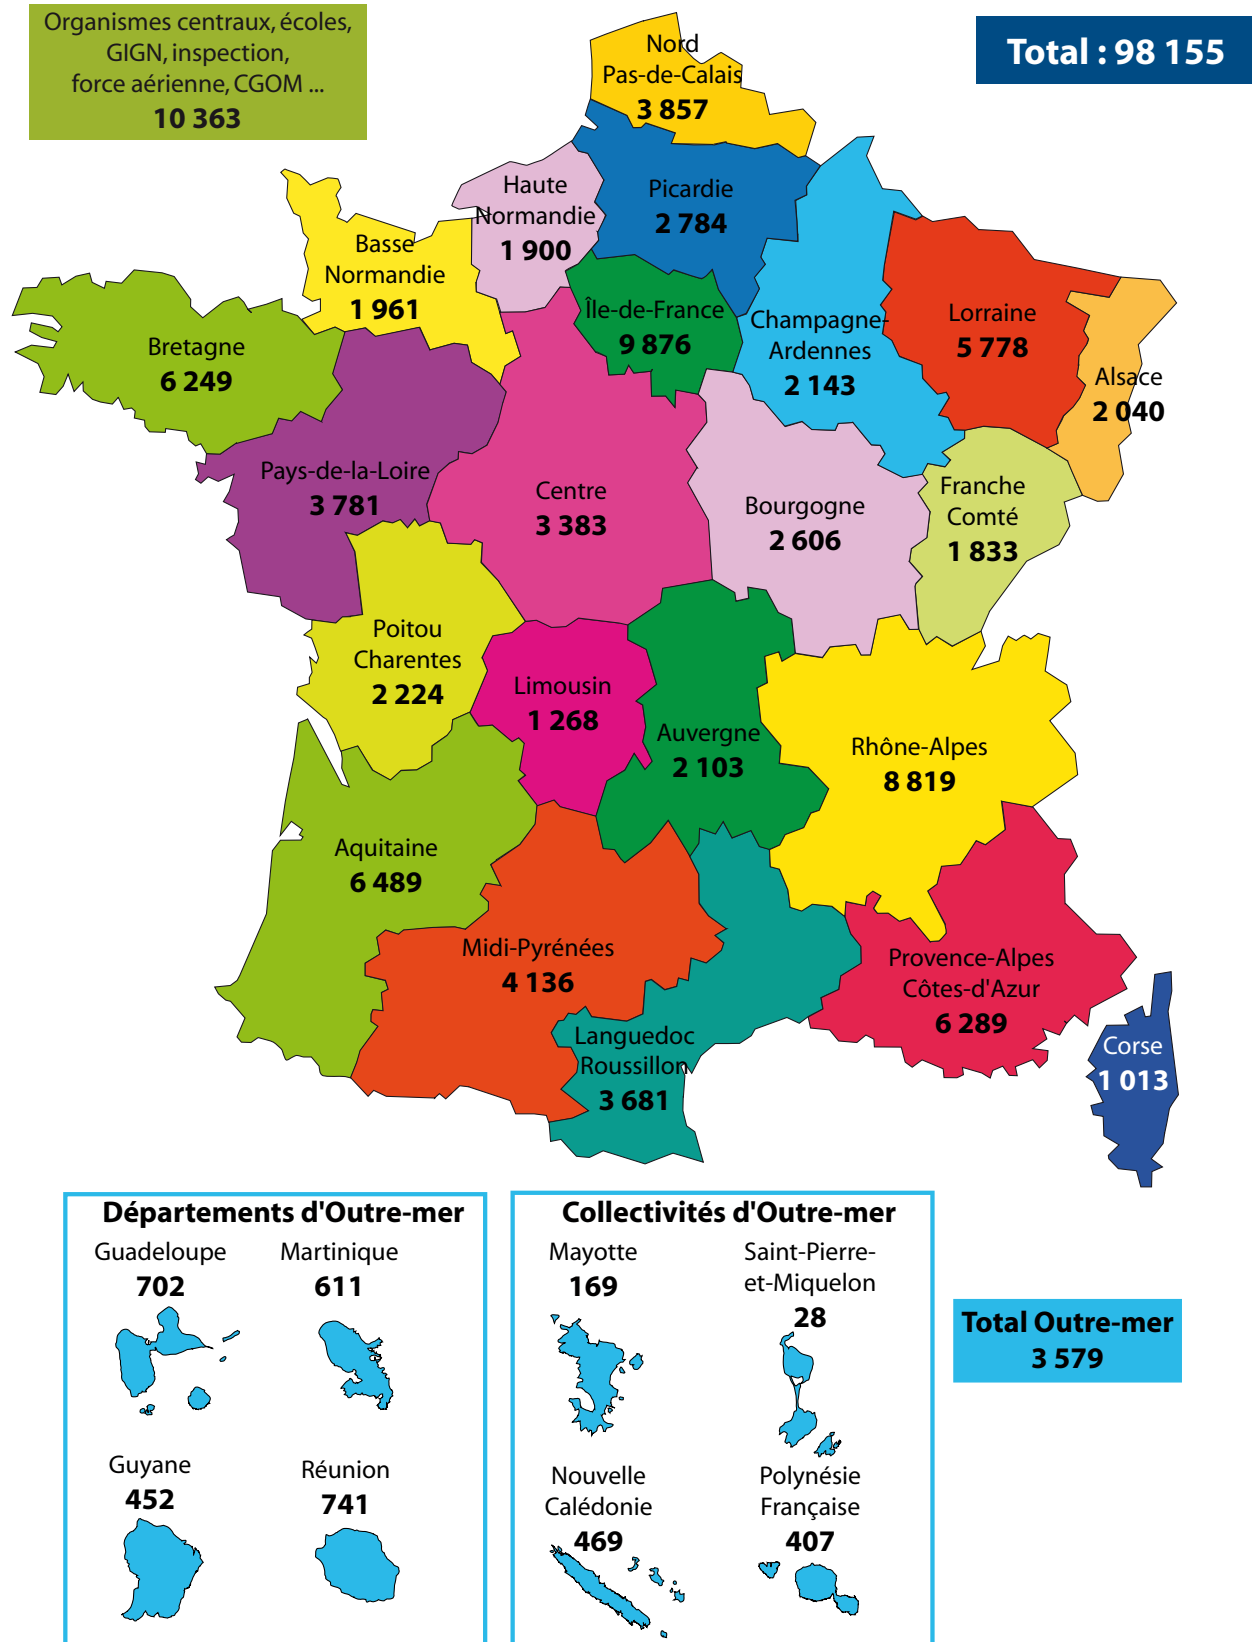 Organismes centraux, écoles,
GIGN, inspection,
force aérienne, CGOM ...
10 363
Total : 98 155
Nord
Pas-de-Calais
3 857
Haute
Normandie
1 900
Picardie
2 784
Basse
Normandie
1 961
Île-de-France
9 876
Champagne-
Ardennes
2 143
Lorraine
5 778
Alsace
2 040
Bretagne
6 249
Pays-de-la-Loire
3 781
Centre
3 383
Bourgogne
2 606
Franche
Comté
1 833
Poitou
Charentes
2 224
Limousin
1 268
Auvergne
2 103
Rhône-Alpes
8 819
Aquitaine
6 489
Midi-Pyrénées
4 136
Languedoc
Roussillon
3 681
Provence-Alpes
Côtes-d'Azur
6 289
Corse
1 013
Départements d'Outre-mer
Guadeloupe
702
Martinique
611
Guyane
452
Réunion
741
Collectivités d'Outre-mer
Mayotte
169
Saint-Pierre-
et-Miquelon
28
Nouvelle
Calédonie
469
Polynésie
Française
407
Total Outre-mer
3 579